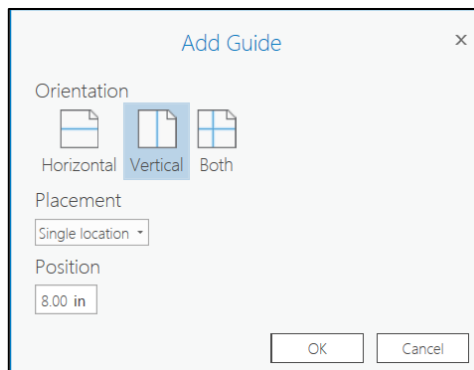 Add Guide
Orientation
Horizontal Vertical Both
Placement
Single location
Position
8.00 in
OK Cancel